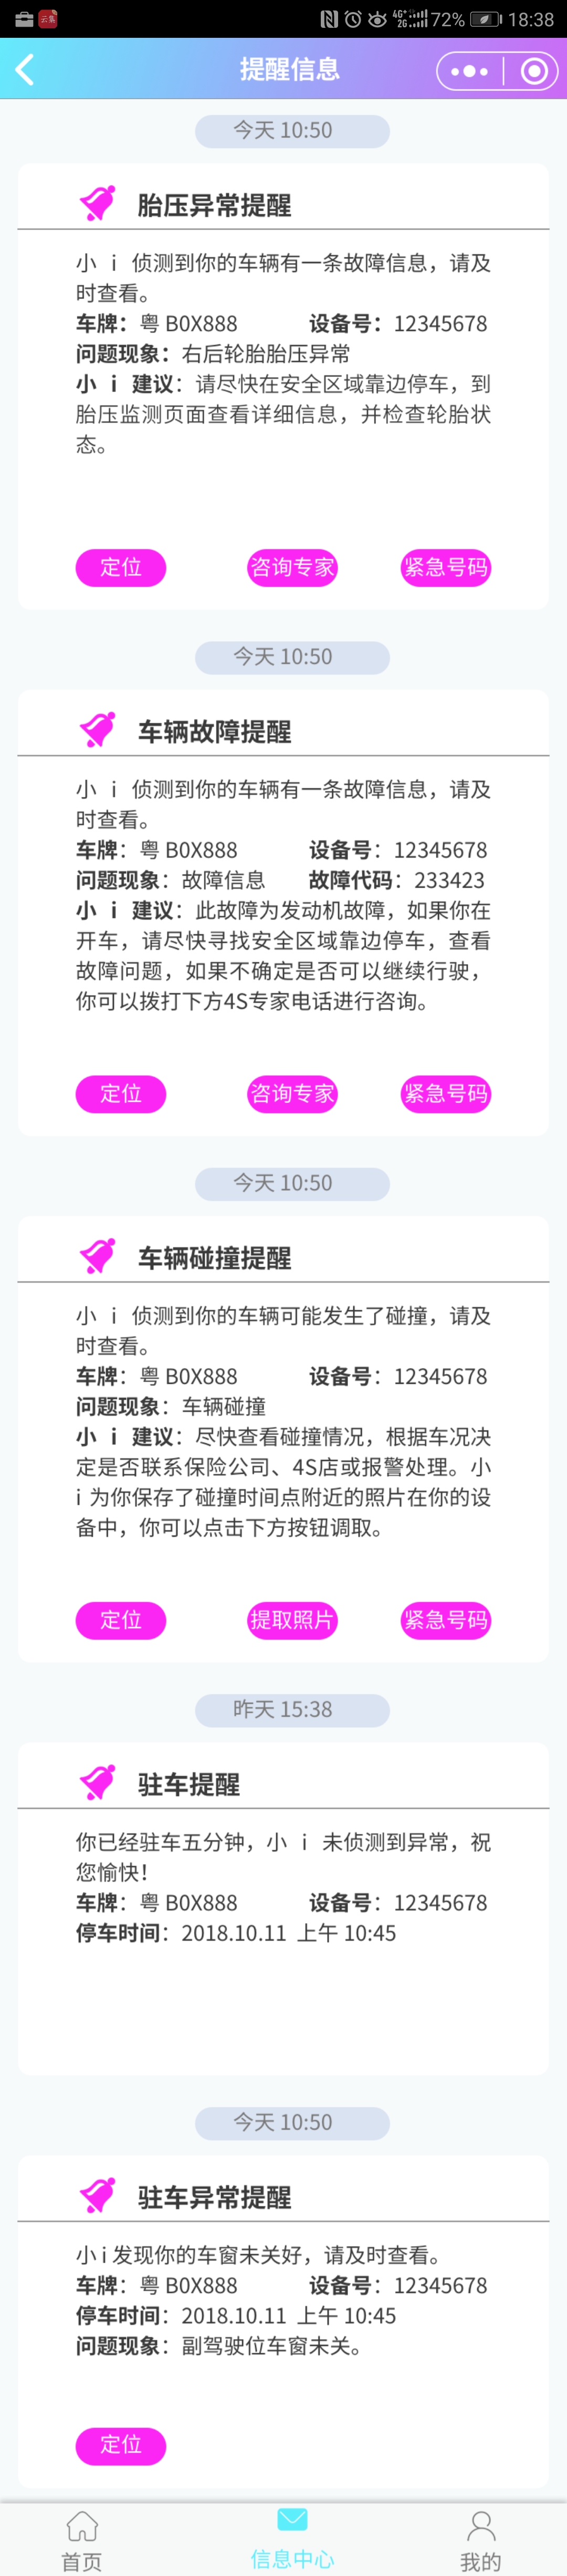 云集 4G+ 2G 72% 18:38
提醒信息
今天 10:50
胎压异常提醒
小 i 侦测到你的车辆有一条故障信息，请及
时查看。
车牌：粤 B0X888 设备号：12345678
问题现象：右后轮胎胎压异常
小 i 建议：请尽快在安全区域靠边停车，到
胎压监测页面查看详细信息，并检查轮胎状
态。
定位 咨询专家 紧急号码
今天 10:50
车辆故障提醒
小 i 侦测到你的车辆有一条故障信息，请及
时查看。
车牌：粤 B0X888 设备号：12345678
问题现象：故障信息 故障代码：233423
小 i 建议：此故障为发动机故障，如果你在
开车，请尽快寻找安全区域靠边停车，查看
故障问题，如果不确定是否可以继续行驶，
你可以拨打下方4S专家电话进行咨询。
定位 咨询专家 紧急号码
今天 10:50
车辆碰撞提醒
小 i 侦测到你的车辆可能发生了碰撞，请及
时查看。
车牌：粤 B0X888 设备号：12345678
问题现象：车辆碰撞
小 i 建议：尽快查看碰撞情况，根据车况决
定是否联系保险公司、4S店或报警处理。小
i 为你保存了碰撞时间点附近的照片在你的设
备中，你可以点击下方按钮调取。
定位 提取照片 紧急号码
昨天 15:38
驻车提醒
你已经驻车五分钟，小 i 未侦测到异常，祝
您愉快！
车牌：粤 B0X888 设备号：12345678
停车时间：2018.10.11 上午 10:45
今天 10:50
驻车异常提醒
小 i 发现你的车窗未关好，请及时查看。
车牌：粤 B0X888 设备号：12345678
停车时间：2018.10.11 上午 10:45
问题现象：副驾驶位车窗未关。
定位
首页 信息中心 我的